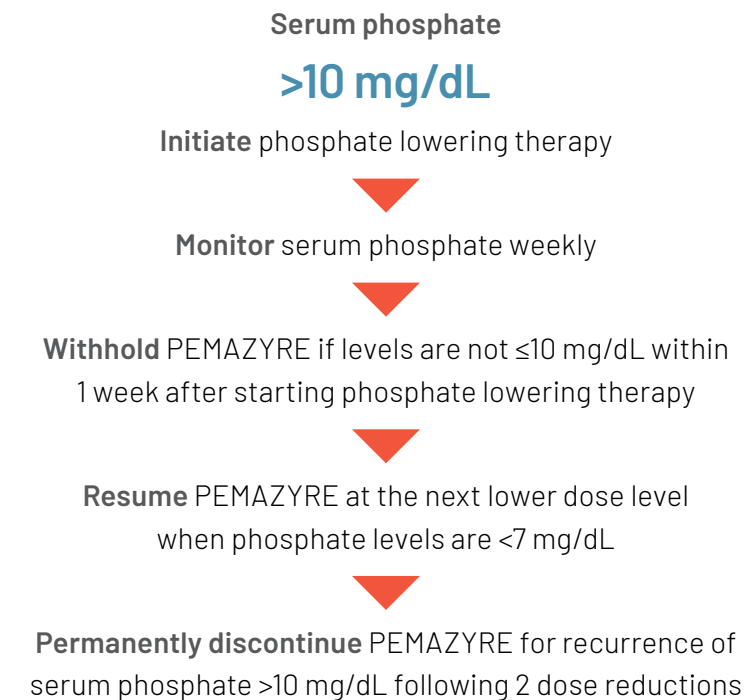 Serum phosphate
>10 mg/dL
Initiate phosphate lowering therapy
Monitor serum phosphate weekly
Withhold PEMAZYRE if levels are not ≤10 mg/dL within
1 week after starting phosphate lowering therapy
Resume PEMAZYRE at the next lower dose level
when phosphate levels are <7 mg/dL
Permanently discontinue PEMAZYRE for recurrence of
serum phosphate >10 mg/dL following 2 dose reductions